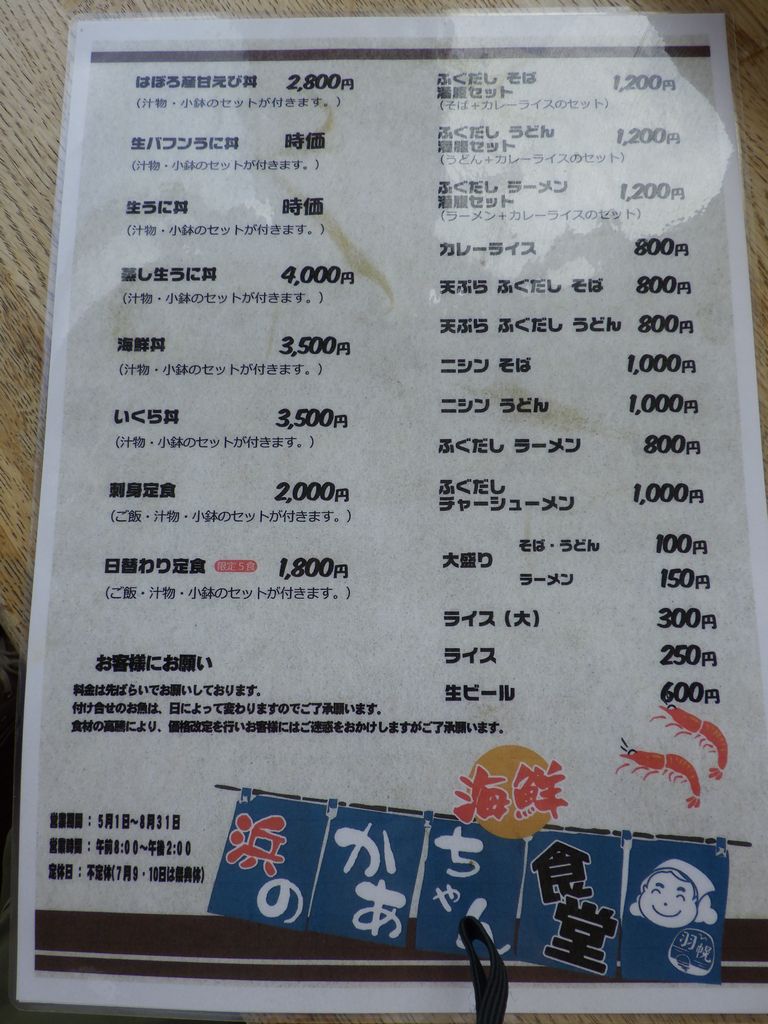 はぼろ産甘えび丼 2,800円
(汁物・小鉢のセットが付きます。)
生バフンうに丼 時価
(汁物・小鉢のセットが付きます。)
生うに丼 時価
(汁物・小鉢のセットが付きます。)
蒸し生うに丼 4,000円
(汁物・小鉢のセットが付きます。)
海鮮丼 3,500円
(汁物・小鉢のセットが付きます。)
いくら丼 3,500円
(汁物・小鉢のセットが付きます。)
刺身定食 2,000円
(ご飯・汁物・小鉢のセットが付きます。)
日替わり定食 限定5食 1,800円
(ご飯・汁物・小鉢のセットが付きます。)
ふぐだし そば
満腹セット 1,200円
(そば+カレーライスのセット)
ふぐだし うどん
満腹セット 1,200円
(うどん+カレーライスのセット)
ふぐだし ラーメン
満腹セット 1,200円
(ラーメン+カレーライスのセット)
カレーライス 800円
天ぷら ふぐだし そば 800円
天ぷら ふぐだし うどん 800円
ニシン そば 1,000円
ニシン うどん 1,000円
ふぐだし ラーメン 800円
ふぐだし
チャーシューメン 1,000円
大盛り そば・うどん 100円
ラーメン 150円
ライス(大) 300円
ライス 250円
生ビール 600円
お客様にお願い
料金は先ばらいでお願いしております。
付け合せのお魚は、日によって変わりますのでご了承願います。
食材の高騰により、価格改定を行いお客様にはご迷惑をおかけしますがご了承願います。
営業期間:5月1日〜8月31日
営業時間:午前8:00〜午後2:00
定休日:不定休(7月9・10日は祭典休)
海鮮
浜のかあちゃん食堂
羽幌